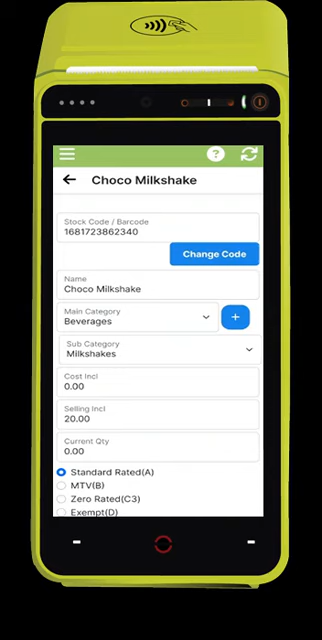 ?
Choco Milkshake
Stock Code / Barcode
1681723862340
Change Code
Name
Choco Milkshake
Main Category
Beverages
+
Sub Category
Milkshakes
Cost Incl
0.00
Selling Incl
20.00
Current Qty
0.00
Standard Rated(A)
MTV(B)
Zero Rated(C3)
Exempt(D)